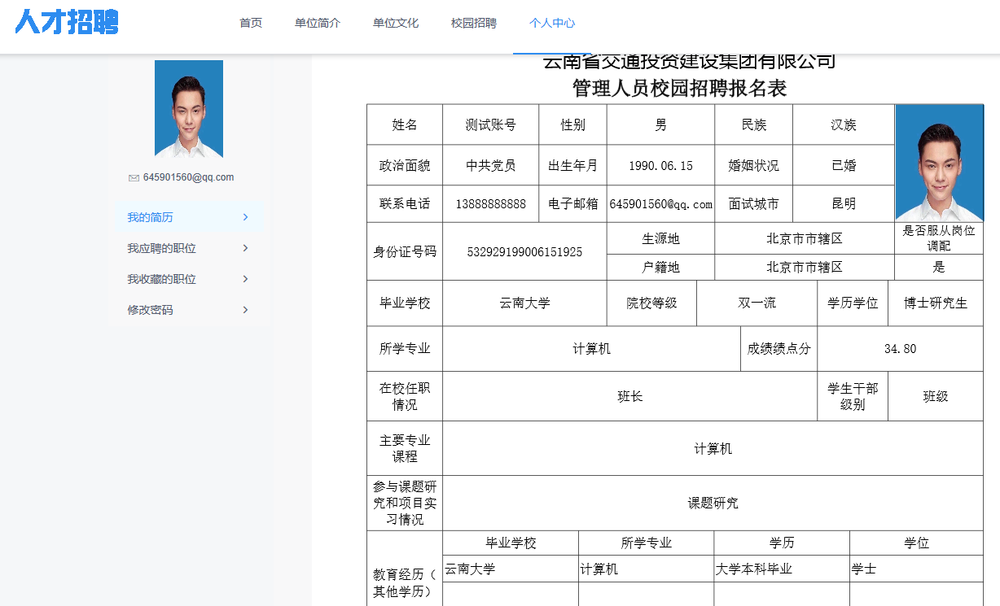 人才招聘
首页 单位简介 单位文化 校园招聘 个人中心
645901560@qq.com
我的简历
我应聘的职位
我收藏的职位
修改密码
云南省交通投资建设集团有限公司
管理人员校园招聘报名表
姓名 测试账号 性别 男 民族 汉族
政治面貌 中共党员 出生年月 1990.06.15 婚姻状况 已婚
联系电话 13888888888 电子邮箱 645901560@qq.com 面试城市 昆明
身份证号码 532929199006151925
生源地 北京市市辖区 是否服从岗位
调配
户籍地 北京市市辖区 是
毕业学校 云南大学 院校等级 双一流 学历学位 博士研究生
所学专业 计算机 成绩绩点分 34.80
在校任职
情况 班长 学生干部
级别 班级
主要专业
课程 计算机
参与课题研
究和项目实
习情况 课题研究
教育经历（
其他学历）
毕业学校 所学专业 学历 学位
云南大学 计算机 大学本科毕业 学士